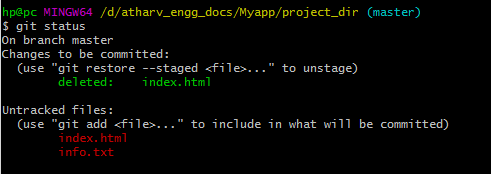 hp@pc MINGW64 /d/atharv_engg_docs/Myapp/project_dir (master)
$ git status
On branch master
Changes to be committed:
  (use "git restore --staged <file>..." to unstage)
        deleted:    index.html

Untracked files:
  (use "git add <file>..." to include in what will be committed)
        index.html
        info.txt